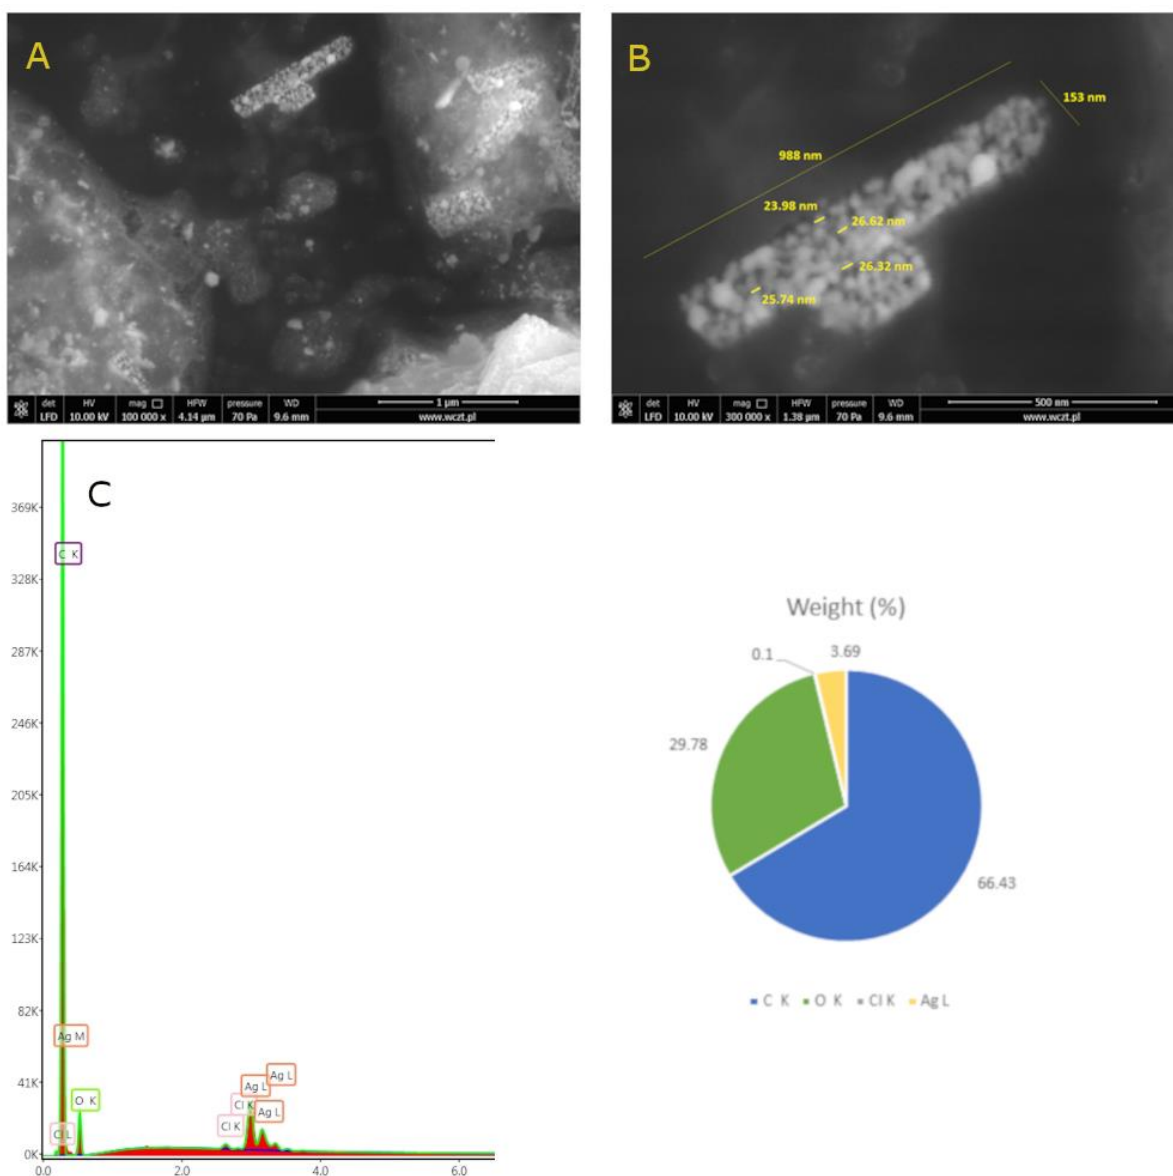 A
det HV mag □ HFW pressure WD 1 μm
LFD 10.00 kV 100 000 x 4.14 μm 70 Pa 9.6 mm www.wczt.pl
B
153 nm
988 nm
23.98 nm
26.62 nm
26.32 nm
25.74 nm
det HV mag □ HFW pressure WD 500 nm
LFD 10.00 kV 300 000 x 1.38 μm 70 Pa 9.6 mm www.wczt.pl
C
369K
C K
328K
287K
246K
205K
164K
123K
82K
Ag M
41K
Ag L
Ag L
O K
Cl K
Ag L
Cl K
Cl L
0K
0.0 2.0 4.0 6.0
Weight (%)
0.1
3.69
29.78
66.43
C K O K Cl K Ag L